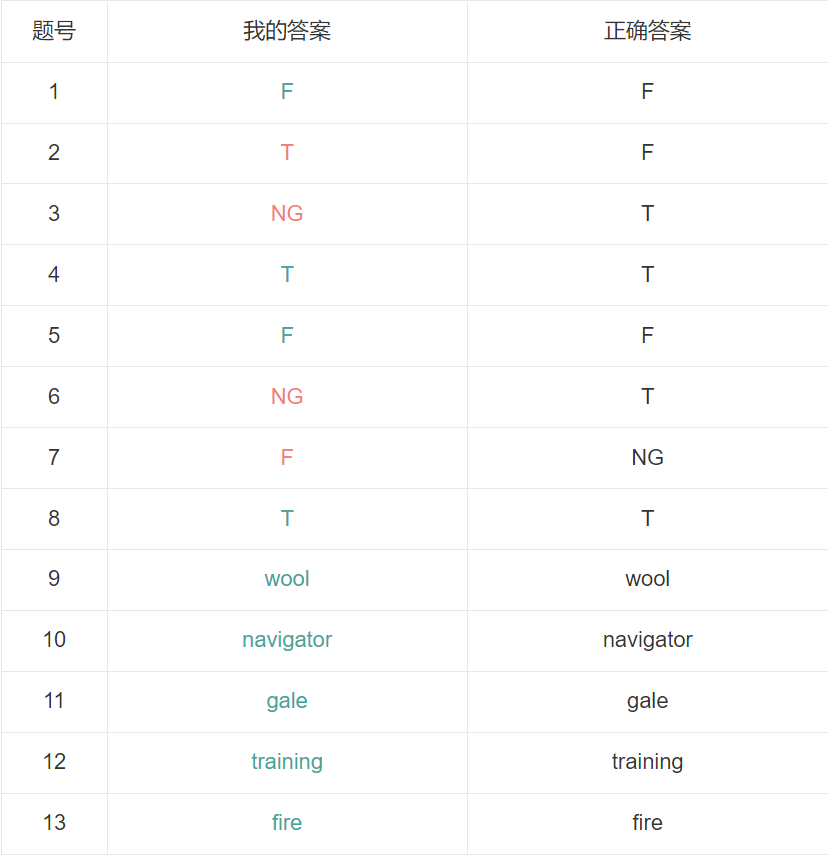 题号 我的答案 正确答案
1 F F
2 T F
3 NG T
4 T T
5 F F
6 NG T
7 F NG
8 T T
9 wool wool
10 navigator navigator
11 gale gale
12 training training
13 fire fire